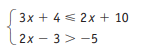 3x + 4 ⩽ 2x + 10
2x − 3 > −5